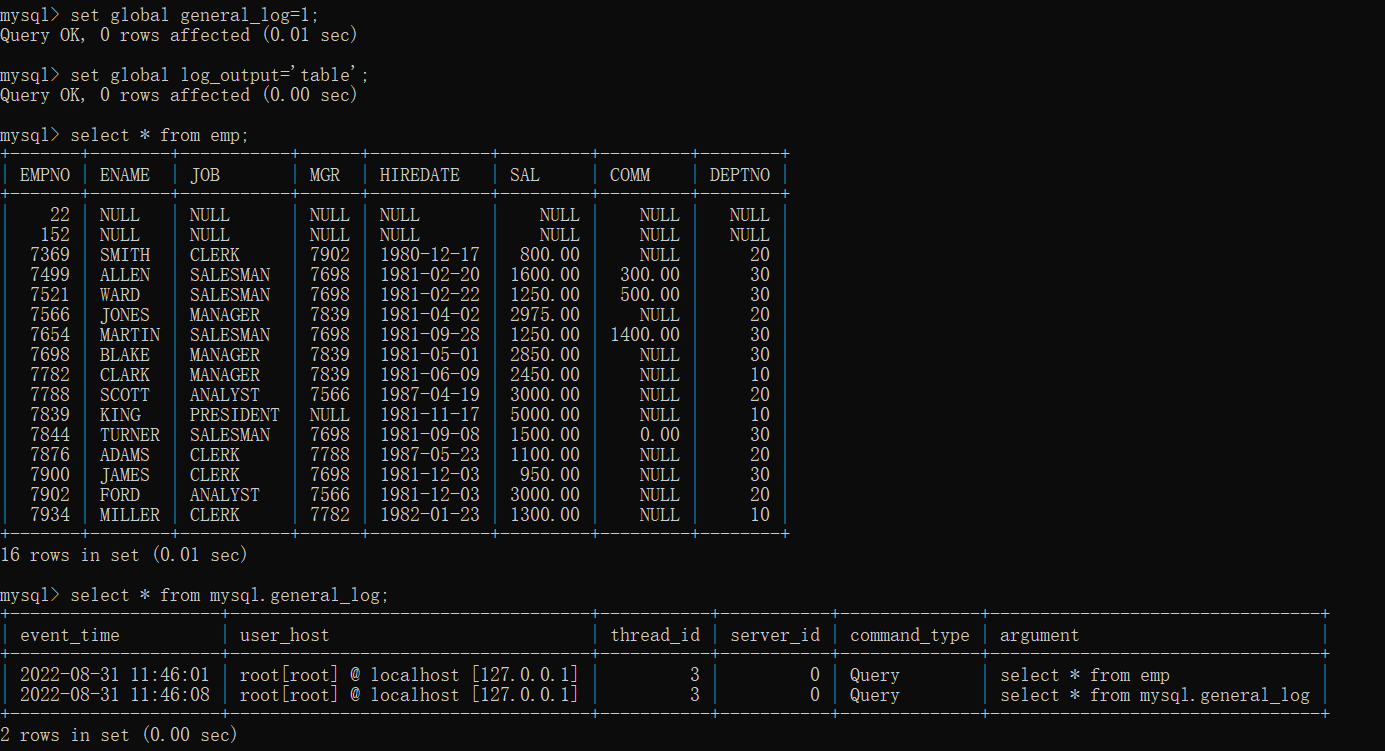 mysql> set global general_log=1;
Query OK, 0 rows affected (0.01 sec)
mysql> set global log_output='table';
Query OK, 0 rows affected (0.00 sec)
mysql> select * from emp;
+-------+--------+-----------+------+------------+---------+---------+--------+
| EMPNO | ENAME  | JOB       | MGR  | HIREDATE   | SAL     | COMM    | DEPTNO |
+-------+--------+-----------+------+------------+---------+---------+--------+
|    22 | NULL   | NULL      | NULL | NULL       |    NULL |    NULL |   NULL |
|   152 | NULL   | NULL      | NULL | NULL       |    NULL |    NULL |   NULL |
|  7369 | SMITH  | CLERK     | 7902 | 1980-12-17 |  800.00 |    NULL |     20 |
|  7499 | ALLEN  | SALESMAN  | 7698 | 1981-02-20 | 1600.00 |  300.00 |     30 |
|  7521 | WARD   | SALESMAN  | 7698 | 1981-02-22 | 1250.00 |  500.00 |     30 |
|  7566 | JONES  | MANAGER   | 7839 | 1981-04-02 | 2975.00 |    NULL |     20 |
|  7654 | MARTIN | SALESMAN  | 7698 | 1981-09-28 | 1250.00 | 1400.00 |     30 |
|  7698 | BLAKE  | MANAGER   | 7839 | 1981-05-01 | 2850.00 |    NULL |     30 |
|  7782 | CLARK  | MANAGER   | 7839 | 1981-06-09 | 2450.00 |    NULL |     10 |
|  7788 | SCOTT  | ANALYST   | 7566 | 1987-04-19 | 3000.00 |    NULL |     20 |
|  7839 | KING   | PRESIDENT | NULL | 1981-11-17 | 5000.00 |    NULL |     10 |
|  7844 | TURNER | SALESMAN  | 7698 | 1981-09-08 | 1500.00 |    0.00 |     30 |
|  7876 | ADAMS  | CLERK     | 7788 | 1987-05-23 | 1100.00 |    NULL |     20 |
|  7900 | JAMES  | CLERK     | 7698 | 1981-12-03 |  950.00 |    NULL |     30 |
|  7902 | FORD   | ANALYST   | 7566 | 1981-12-03 | 3000.00 |    NULL |     20 |
|  7934 | MILLER | CLERK     | 7782 | 1982-01-23 | 1300.00 |    NULL |     10 |
+-------+--------+-----------+------+------------+---------+---------+--------+
16 rows in set (0.01 sec)
mysql> select * from mysql.general_log;
+---------------------+------------------------------------+-----------+-----------+--------------+---------------------------------+
| event_time          | user_host                          | thread_id | server_id | command_type | argument                        |
+---------------------+------------------------------------+-----------+-----------+--------------+---------------------------------+
| 2022-08-31 11:46:01 | root[root] @ localhost [127.0.0.1] |         3 |         0 | Query        | select * from emp               |
| 2022-08-31 11:46:08 | root[root] @ localhost [127.0.0.1] |         3 |         0 | Query        | select * from mysql.general_log |
+---------------------+------------------------------------+-----------+-----------+--------------+---------------------------------+
2 rows in set (0.00 sec)